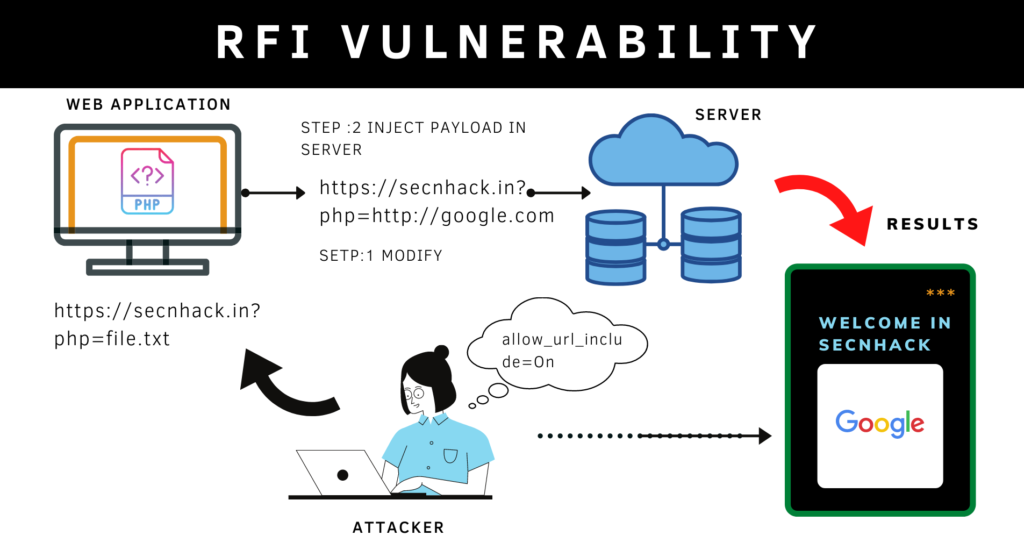 RFI VULNERABILITY
WEB APPLICATION
<?>
PHP
https://secnhack.in?
php=file.txt
STEP :2 INJECT PAYLOAD IN
SERVER
https://secnhack.in?
php=http://google.com
SETP:1 MODIFY
SERVER
RESULTS
***
WELCOME IN
SECNHACK
Google
allow_url_inclu
de=On
ATTACKER